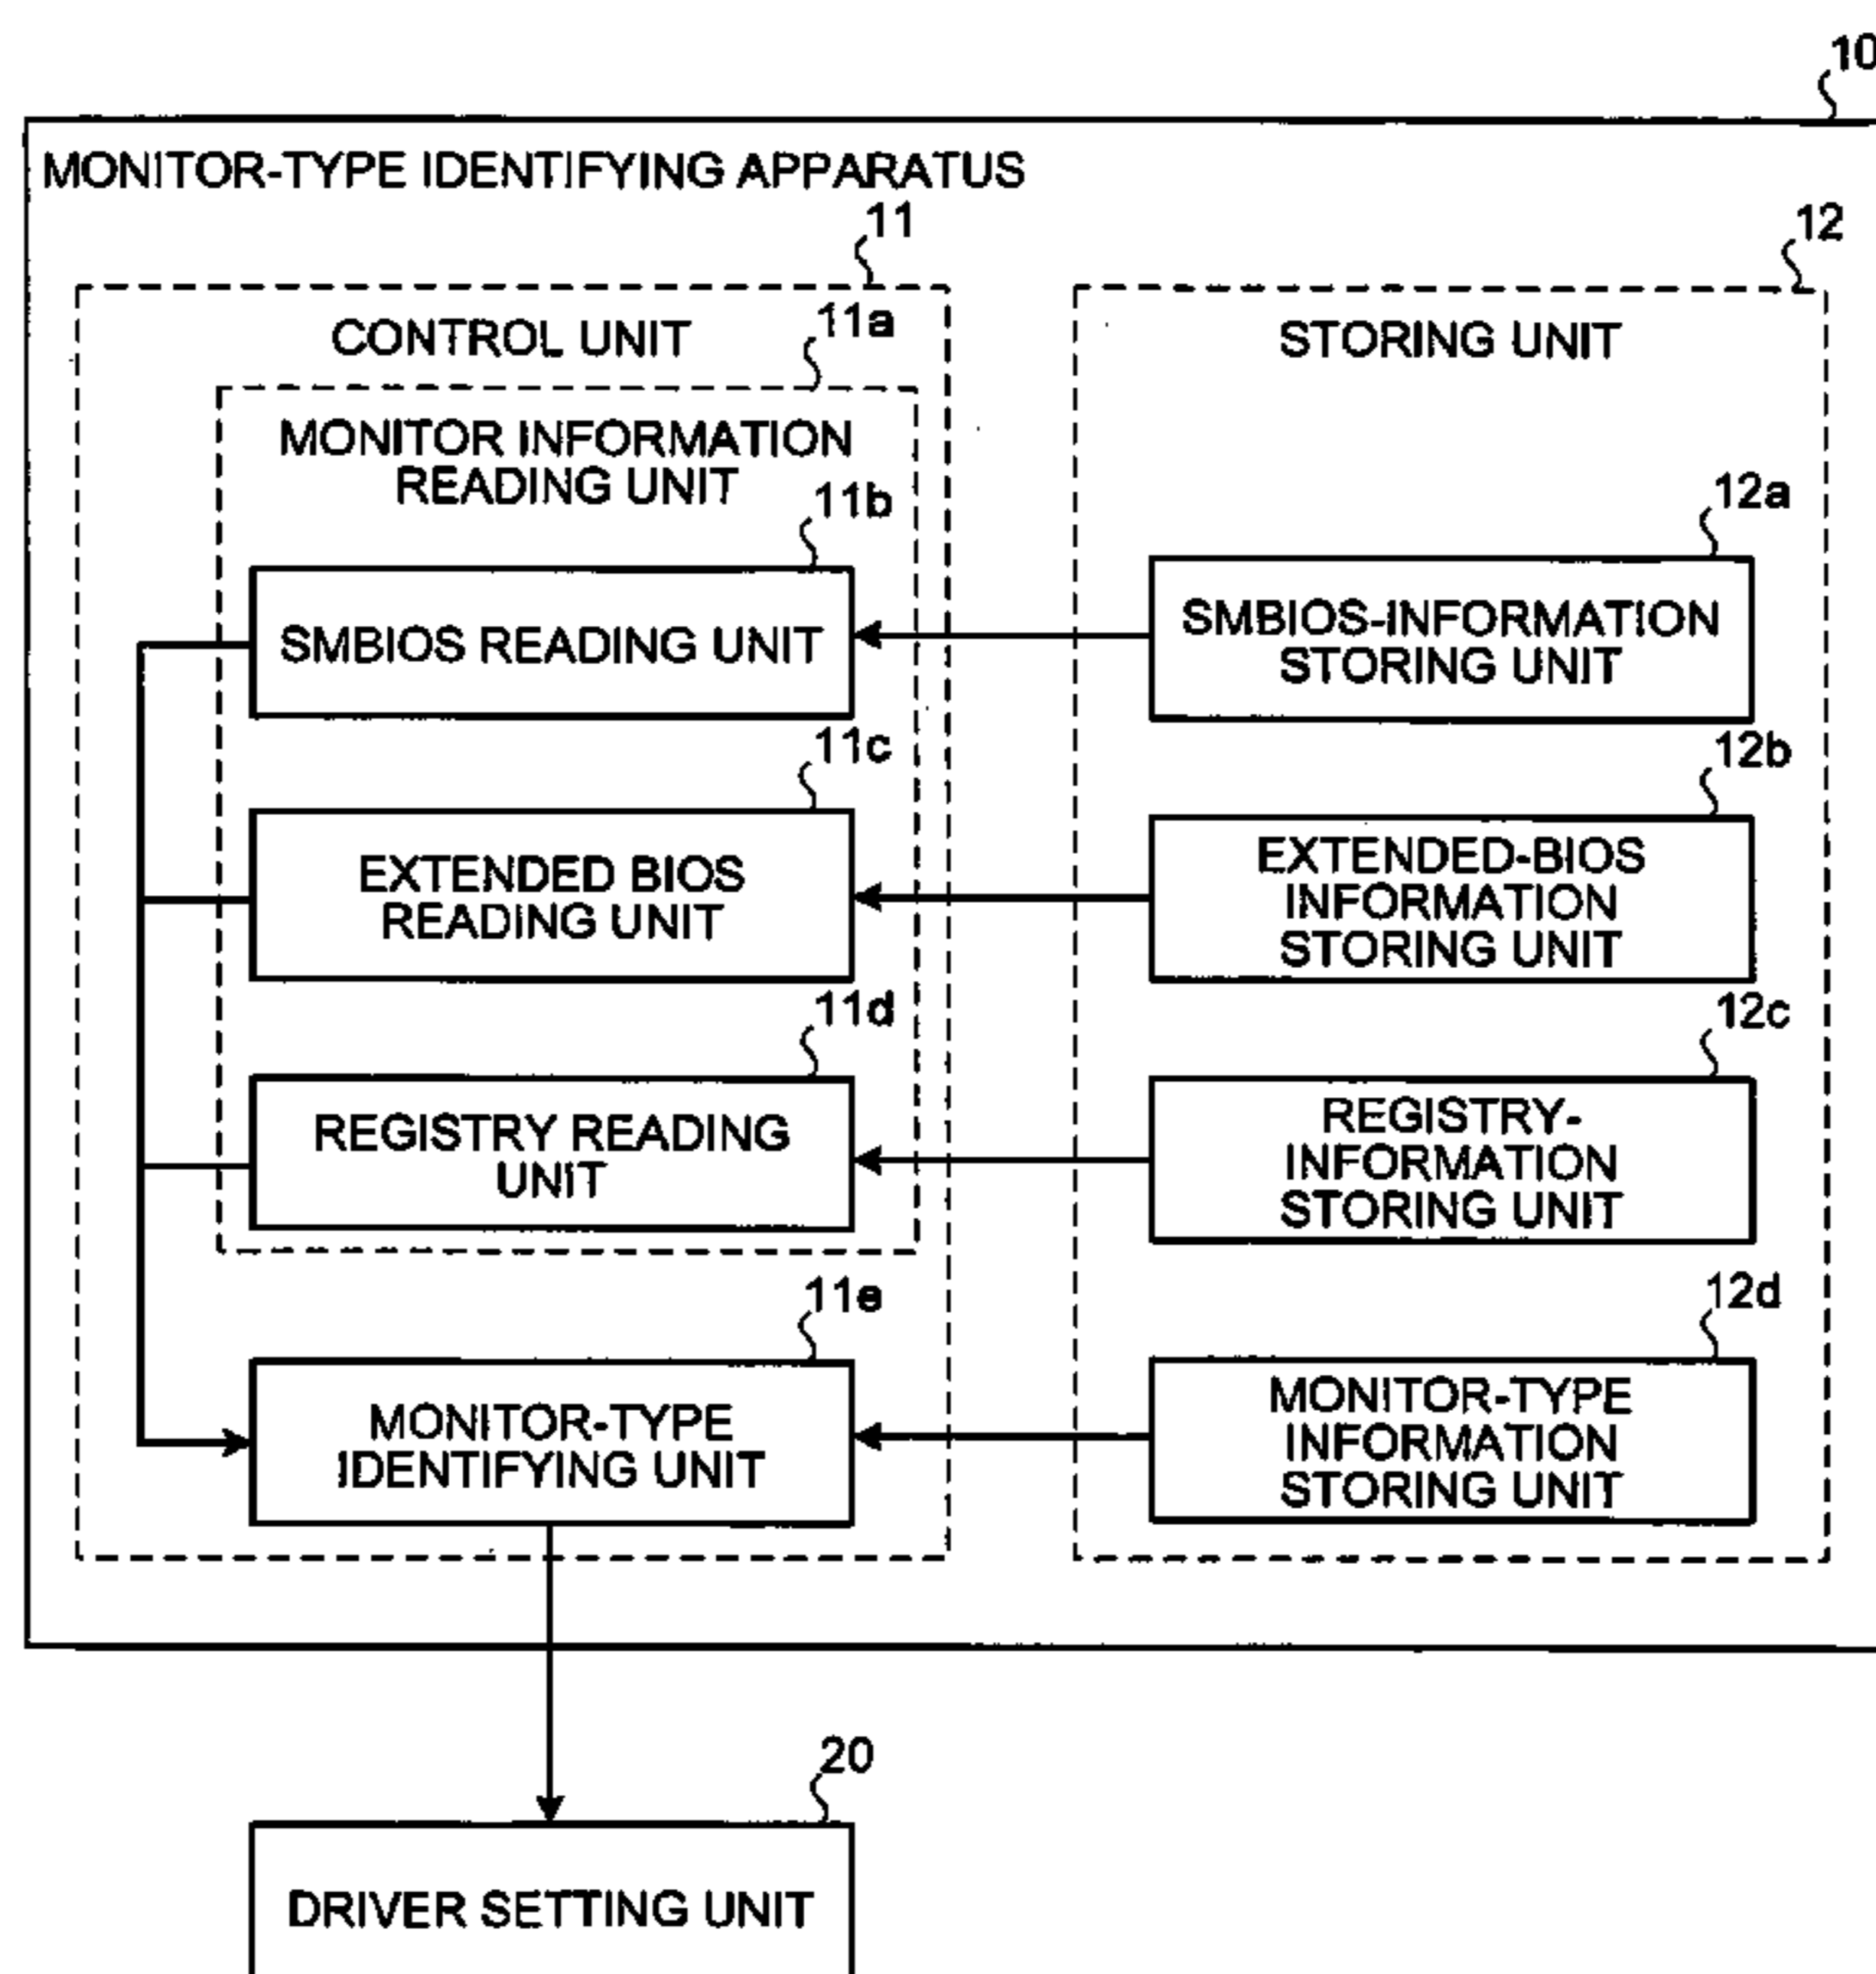 10
MONITOR-TYPE IDENTIFYING APPARATUS
11
12
CONTROL UNIT
11a
STORING UNIT
MONITOR INFORMATION
READING UNIT
11b
12a
SMBIOS READING UNIT
SMBIOS-INFORMATION
STORING UNIT
11c
12b
EXTENDED BIOS
READING UNIT
EXTENDED-BIOS
INFORMATION
STORING UNIT
11d
12c
REGISTRY READING
UNIT
REGISTRY-
INFORMATION
STORING UNIT
11e
12d
MONITOR-TYPE
IDENTIFYING UNIT
MONITOR-TYPE
INFORMATION
STORING UNIT
20
DRIVER SETTING UNIT